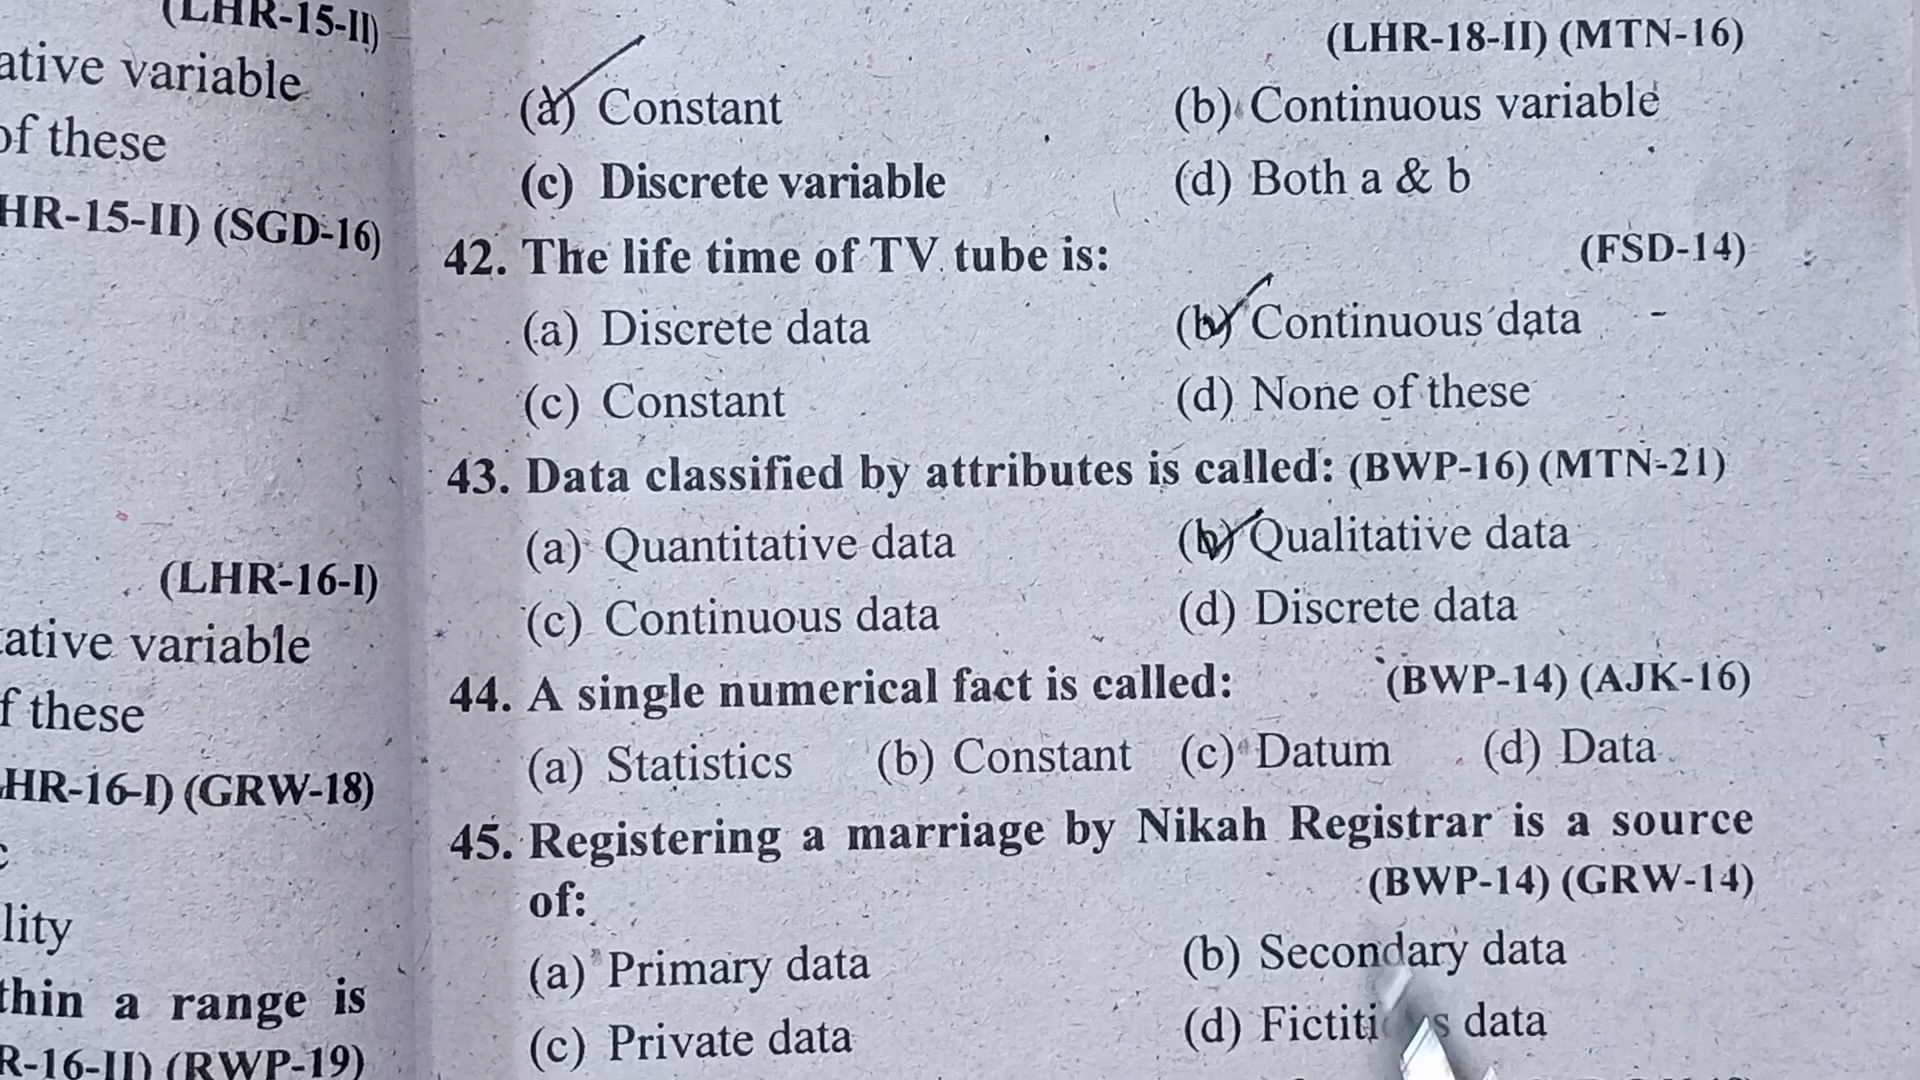 (LHR-15-II)
ative variable
of these
HR-15-II) (SGD-16)
(LHR-16-I)
ative variable
f these
HR-16-I) (GRW-18)
lity
thin a range is
R-16-II) (RWP-19)
(LHR-18-II) (MTN-16)
(a) Constant (b) Continuous variable
(c) Discrete variable (d) Both a & b
42. The life time of TV tube is: (FSD-14)
(a) Discrete data (b) Continuous data
(c) Constant (d) None of these
43. Data classified by attributes is called: (BWP-16) (MTN-21)
(a) Quantitative data (b) Qualitative data
(c) Continuous data (d) Discrete data
44. A single numerical fact is called: (BWP-14) (AJK-16)
(a) Statistics (b) Constant (c) Datum (d) Data
45. Registering a marriage by Nikah Registrar is a source
of: (BWP-14) (GRW-14)
(a) Primary data (b) Secondary data
(c) Private data (d) data